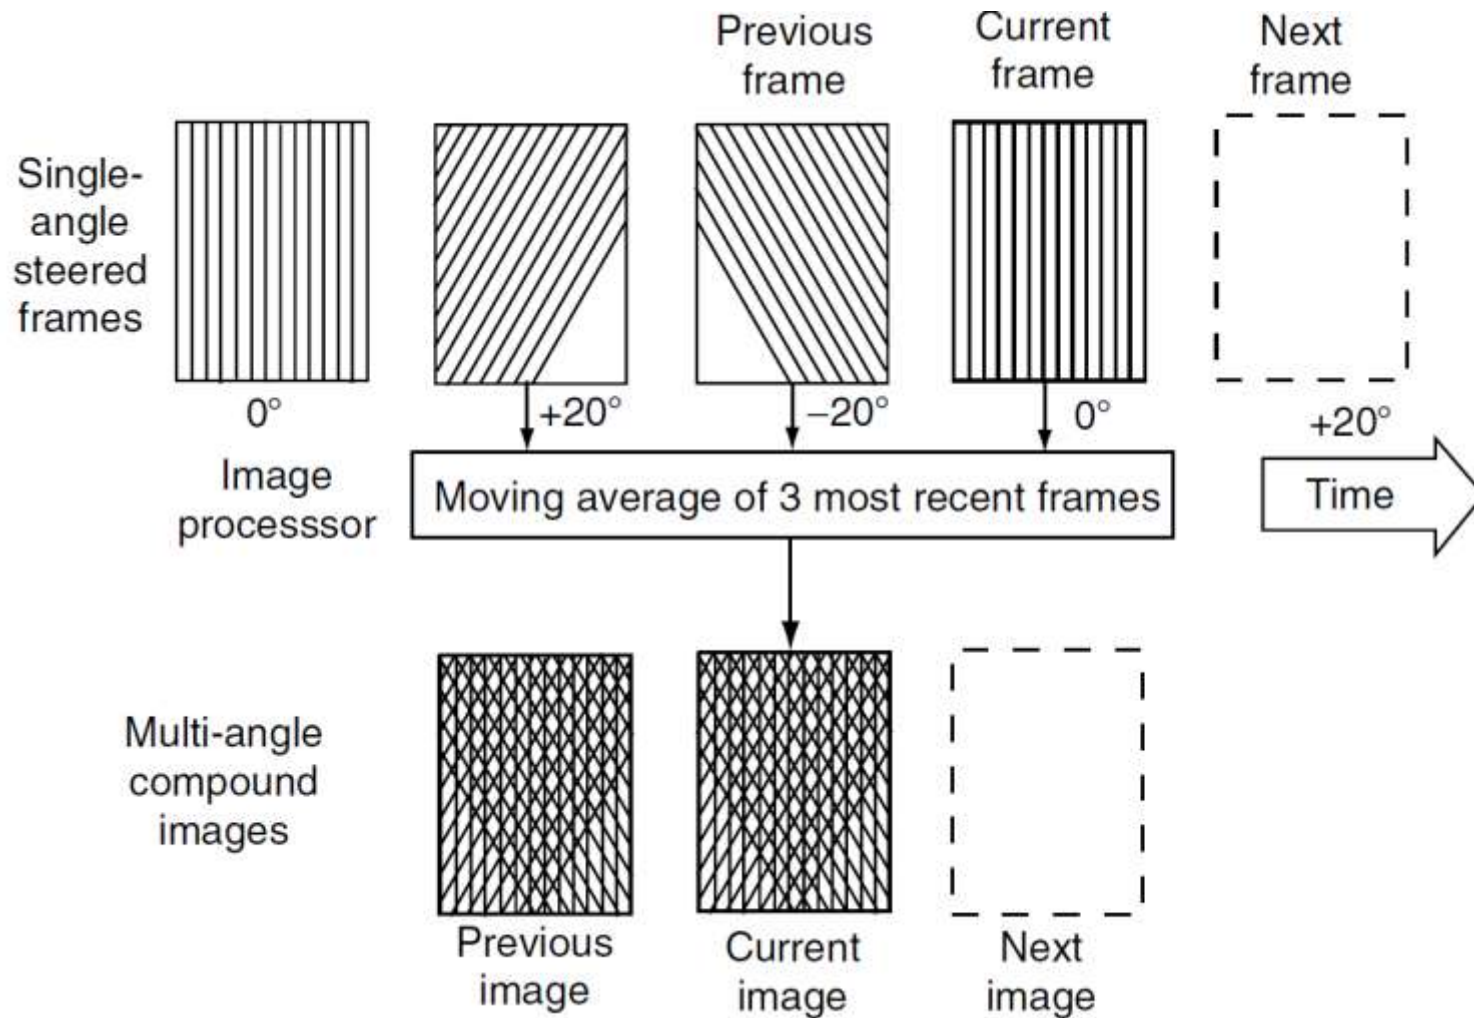 Previous
frame
Current
frame
Next
frame
Single-
angle
steered
frames
0°
+20°
−20°
0°
+20°
Image
processsor
Moving average of 3 most recent frames
Time
Multi-angle
compound
images
Previous
image
Current
image
Next
image